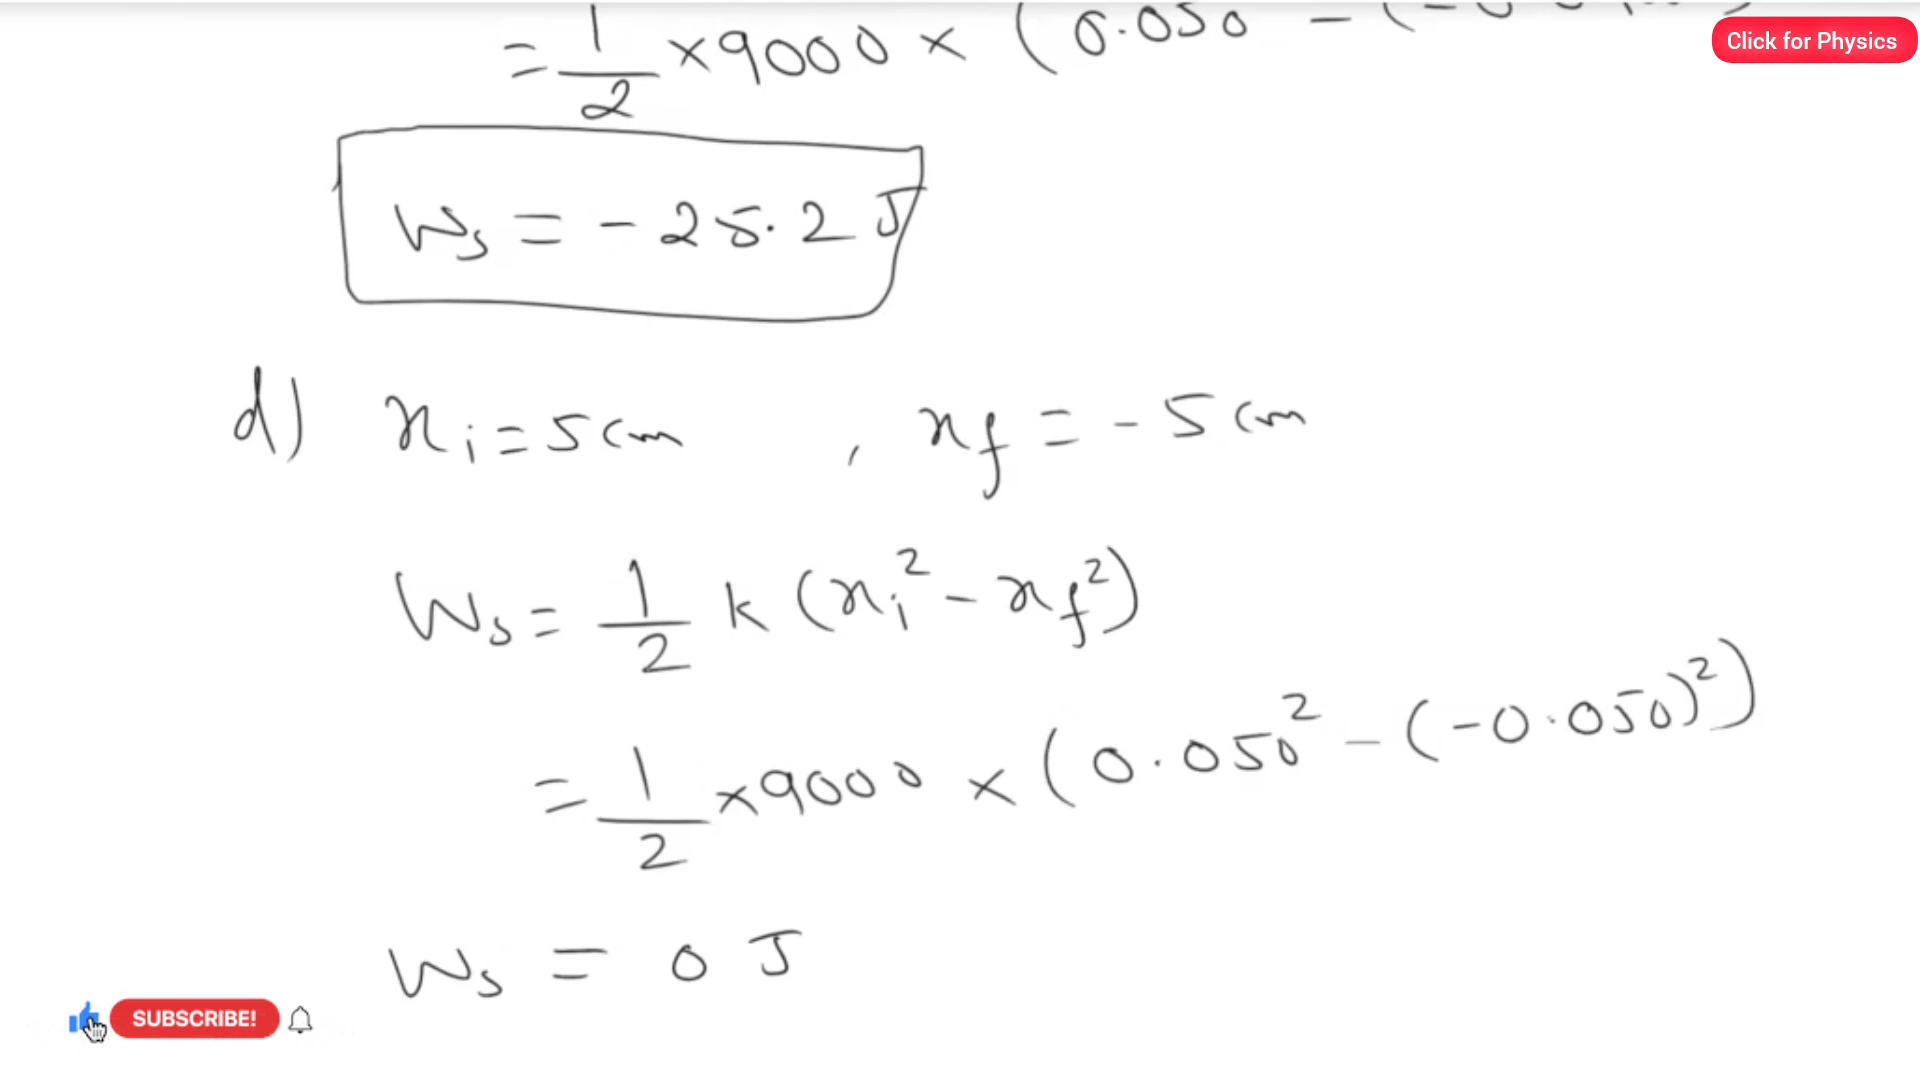 = 1/2 × 9000 × (0.050 - (-0
Click for Physics
Ws = - 25.2 J
d) xi = 5 cm , xf = - 5 cm
Ws = 1/2 k (xi² - xf²)
= 1/2 × 9000 × (0.050² - (-0.050)²)
Ws = 0 J
SUBSCRIBE!